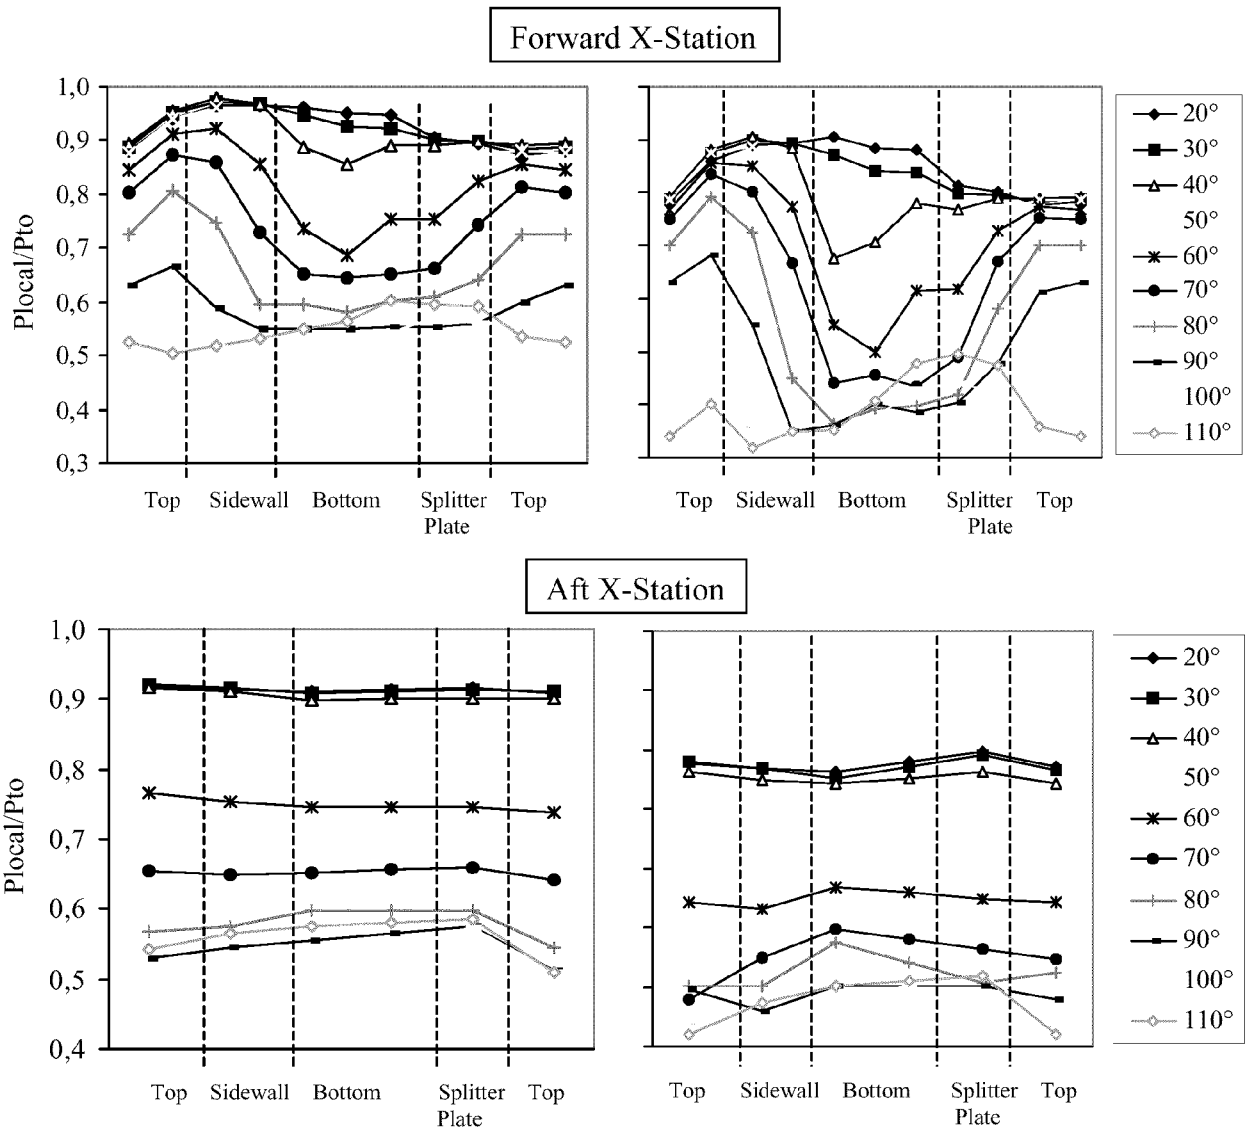 Forward X-Station
Plocal/Pto
1,0
0,9
0,8
0,7
0,6
0,5
0,4
0,3
Top Sidewall Bottom Splitter Top
Plate
Top Sidewall Bottom Splitter Top
Plate
20°
30°
40°
50°
60°
70°
80°
90°
100°
110°
Aft X-Station
Plocal/Pto
1,0
0,9
0,8
0,7
0,6
0,5
0,4
Top Sidewall Bottom Splitter Top
Plate
Top Sidewall Bottom Splitter Top
Plate
20°
30°
40°
50°
60°
70°
80°
90°
100°
110°